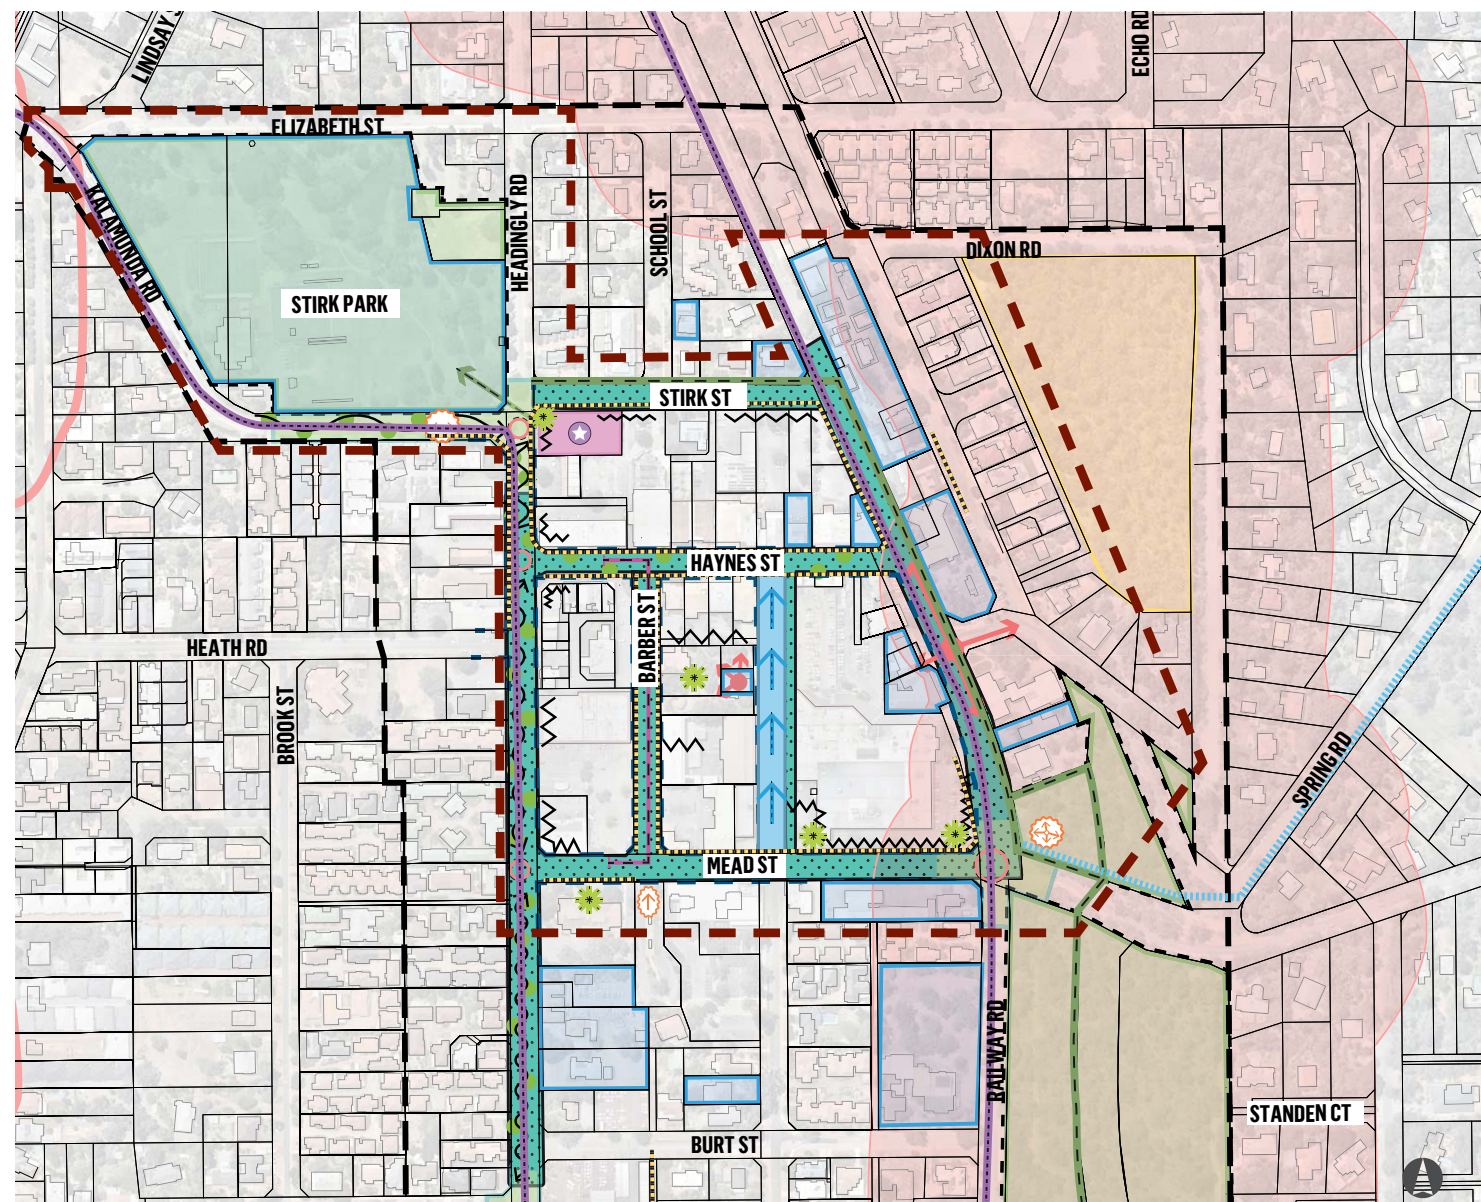 LINDSAY
ECHO RD
ELIZABETH ST
KALAMUNDA RD
HEADINGLY RD
SCHOOL ST
DIXON RD
STIRK PARK
STIRK ST
HAYNES ST
BARBER ST
HEATH RD
BROOK ST
SPRING RD
MEAD ST
RAILWAY RD
STANDEN CT
BURT ST